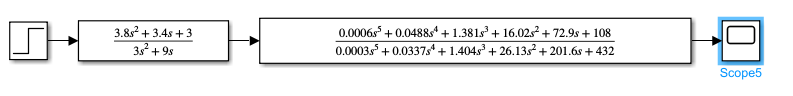 3.8s² + 3.4s + 3
3s² + 9s
0.0006s⁵ + 0.0488s⁴ + 1.381s³ + 16.02s² + 72.9s + 108
0.0003s⁵ + 0.0337s⁴ + 1.404s³ + 26.13s² + 201.6s + 432
Scope5